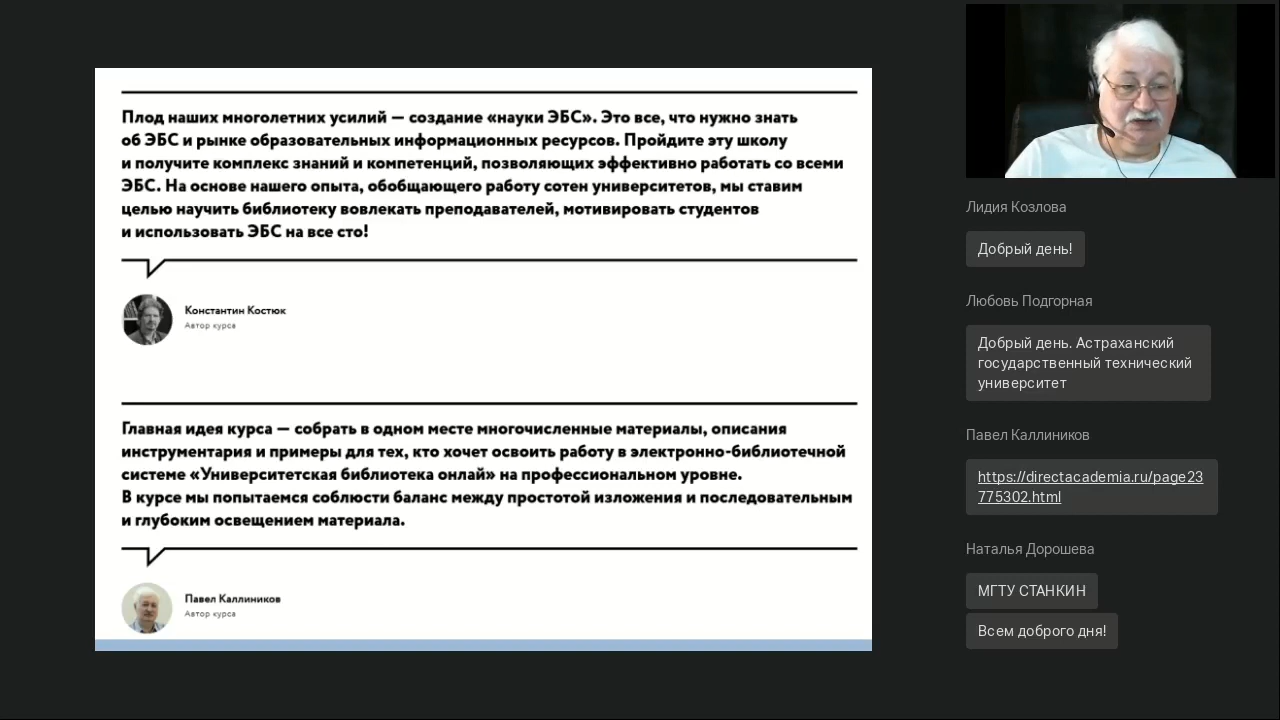 Плод наших многолетних усилий — создание «науки ЭБС». Это все, что нужно знать
об ЭБС и рынке образовательных информационных ресурсов. Пройдите эту школу
и получите комплекс знаний и компетенций, позволяющих эффективно работать со всеми
ЭБС. На основе нашего опыта, обобщающего работу сотен университетов, мы ставим
целью научить библиотеку вовлекать преподавателей, мотивировать студентов
и использовать ЭБС на все сто!
Константин Костюк
Автор курса
Главная идея курса — собрать в одном месте многочисленные материалы, описания
инструментария и примеры для тех, кто хочет освоить работу в электронно-библиотечной
системе «Университетская библиотека онлай» на профессиональном уровне.
В курсе мы попытаемся соблюсти баланс между простотой изложения и последовательным
и глубоким освещением материала.
Павел Каллиников
Автор курса
Лидия Козлова
Добрый день!
Любовь Подгорная
Добрый день. Астраханский
государственный технический
университет
Павел Каллиников
https://directacademia.ru/page23
775302.html
Наталья Дорошева
МГТУ СТАНКИН
Всем доброго дня!